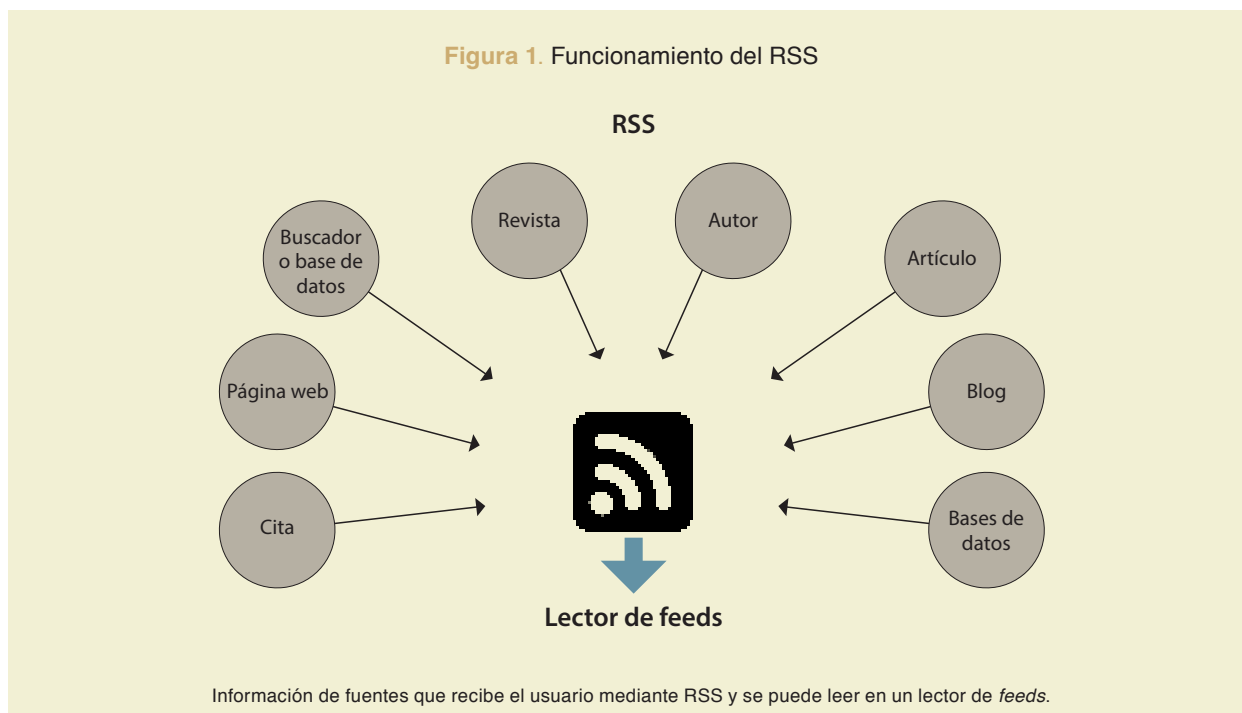 Figura 1. Funcionamiento del RSS
RSS
Revista
Autor
Buscador
o base de
datos
Artículo
Página web
Blog
Cita
Bases de
datos
Lector de feeds
Información de fuentes que recibe el usuario mediante RSS y se puede leer en un lector de feeds.